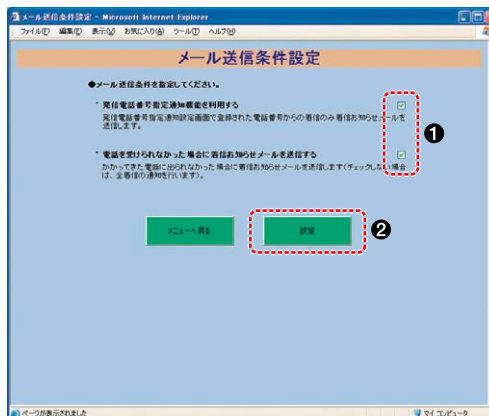 メール送信条件設定 - Microsoft Internet Explorer
ファイル(F) 編集(E) 表示(V) お気に入り(A) ツール(T) ヘルプ(H)
メール送信条件設定
●メール送信条件を指定してください。
・発信電話番号指定通知機能を利用する
発信電話番号指定通知設定画面で登録された電話番号からの着信のみ着信お知らせメールを
送信します。
❶
・電話を受けられなかった場合に着信お知らせメールを送信する
かかってきた電話に出られなかった場合に着信お知らせメールを送信します(チェックしない場合
は、全着信の通知を行います)。
メニューへ戻る 設定 ❷
ページが表示されました マイ コンピュータ